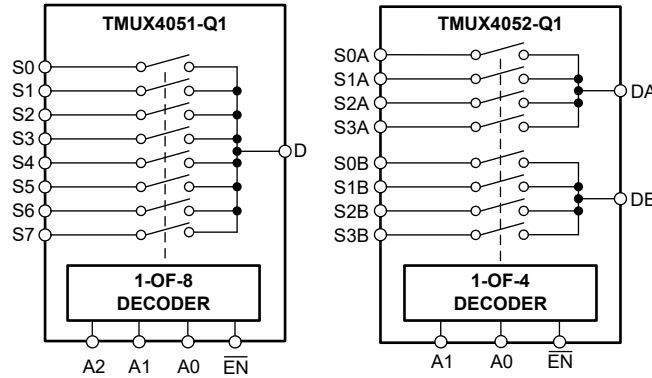 TMUX4051-Q1
S0
S1
S2
S3
S4
S5
S6
S7
D
1-OF-8
DECODER
A2 A1 A0 EN
TMUX4052-Q1
S0A
S1A
S2A
S3A
S0B
S1B
S2B
S3B
DA
DB
1-OF-4
DECODER
A1 A0 EN